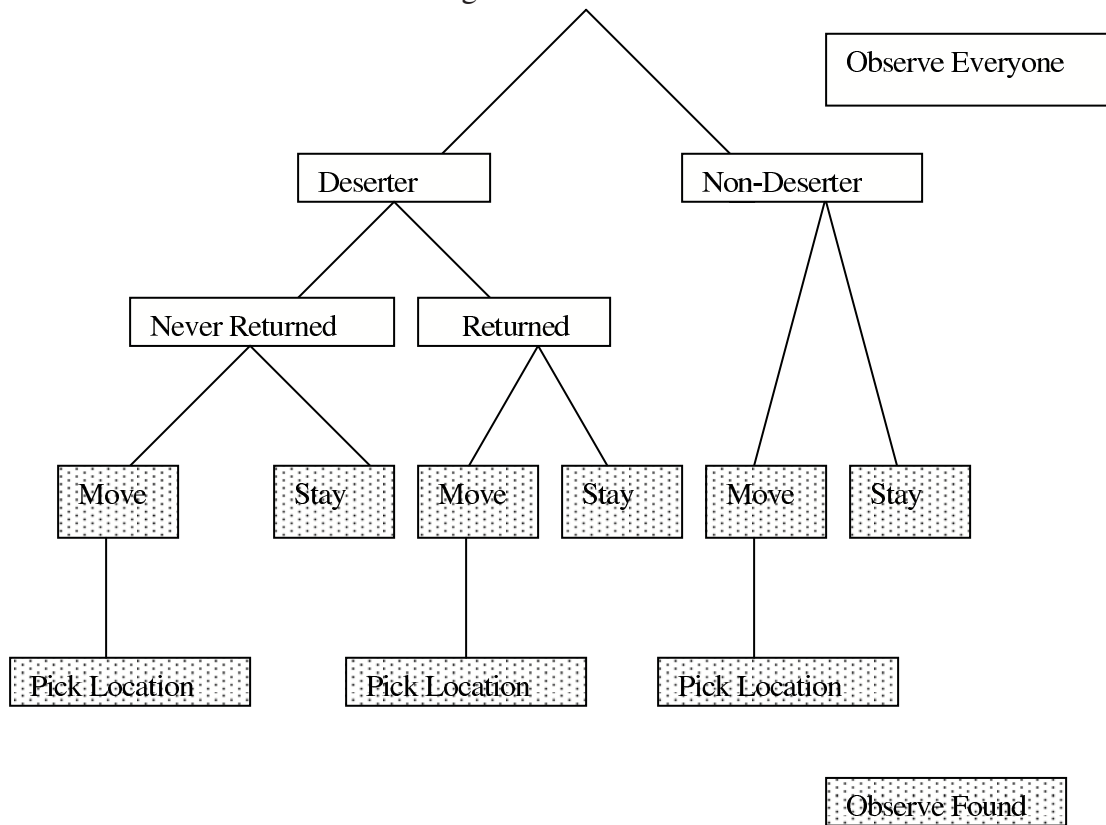 Observe Everyone
Deserter
Non-Deserter
Never Returned
Returned
Move
Stay
Move
Stay
Move
Stay
Pick Location
Pick Location
Pick Location
Observe Found